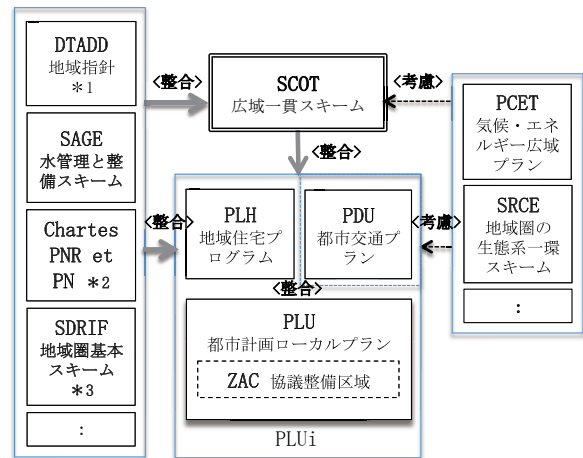 DTADD
地域指針
＊1
SAGE
水管理と整
備スキーム
Chartes
PNR et
PN ＊2
SDRIF
地域圏基本
スキーム
＊3
：
<整合>
SCOT
広域一貫スキーム
<考慮>
<整合>
<整合>
PLH
地域住宅プ
ログラム
PDU
都市交通プ
ラン
<考慮>
<整合>
PLU
都市計画ローカルプラン
ZAC 協議整備区域
PLUi
PCET
気候・エネ
ルギー広域
プラン
SRCE
地域圏の
生態系一環
スキーム
：